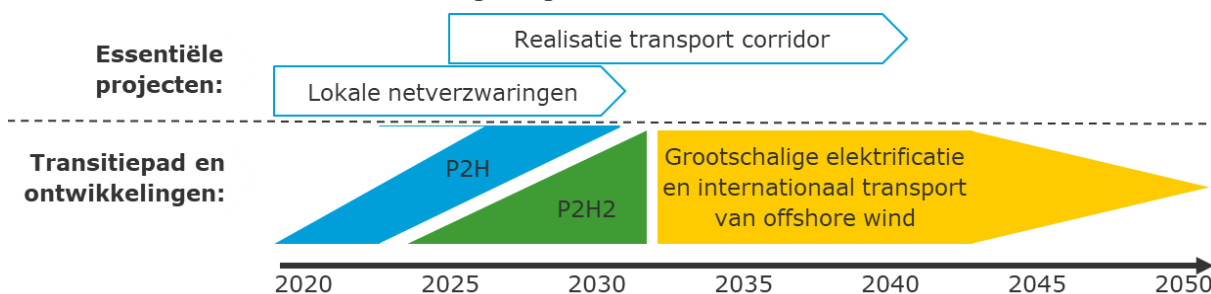 Essentiële
projecten:
Realisatie transport corridor
Lokale netverzwaringen
Transitiepad en
ontwikkelingen:
P2H
P2H2
Grootschalige elektrificatie
en internationaal transport
van offshore wind
2020 2025 2030 2035 2040 2045 2050